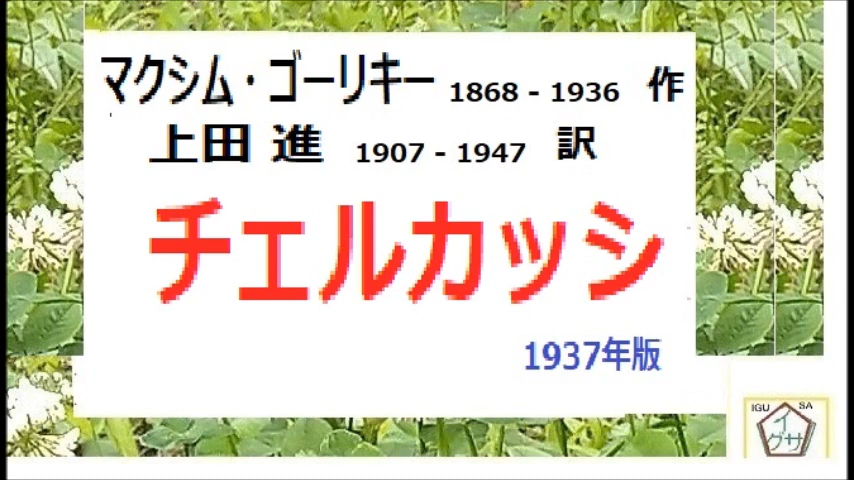 マクシム・ゴーリキー 1868 - 1936 作
上田 進 1907 - 1947 訳
チェルカッシ
1937年版
IGU SA
イグサ